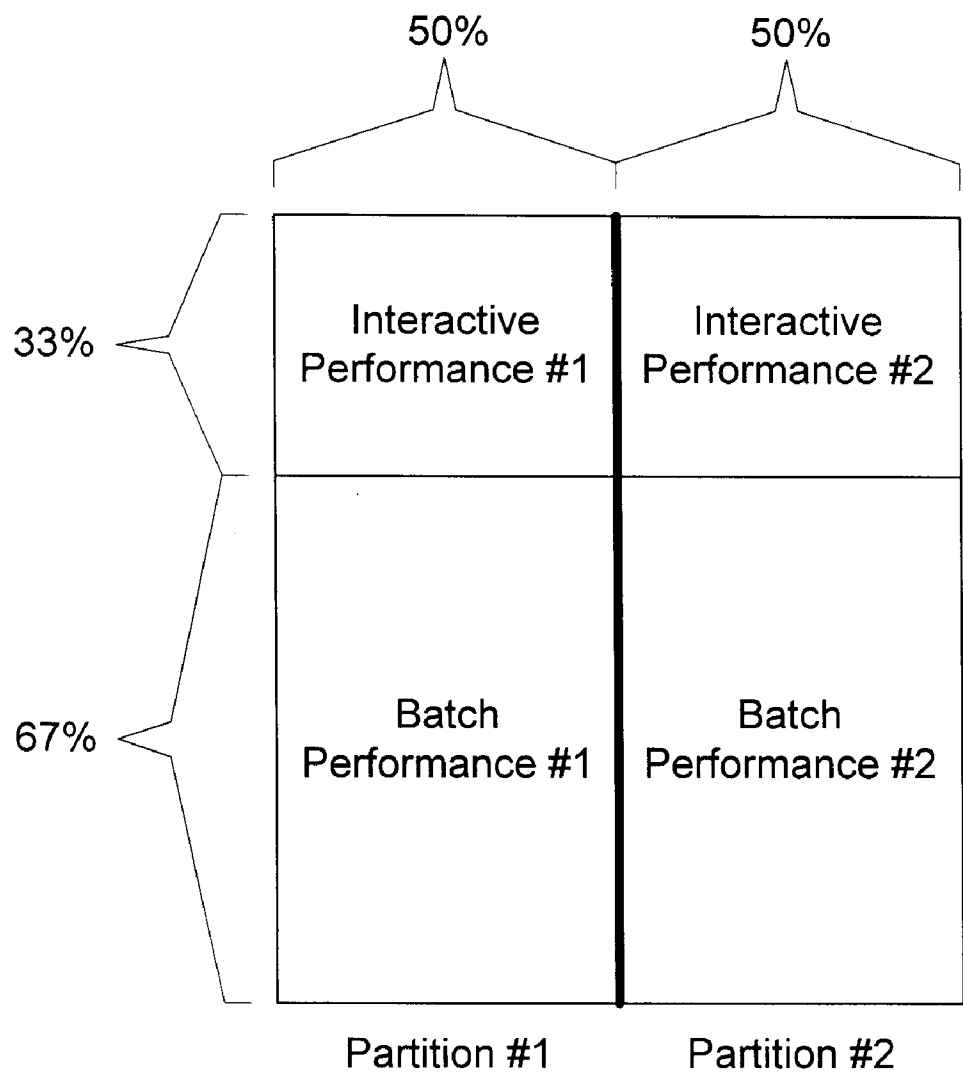 50%
50%
33%
Interactive
Performance #1
Interactive
Performance #2
67%
Batch
Performance #1
Batch
Performance #2
Partition #1
Partition #2